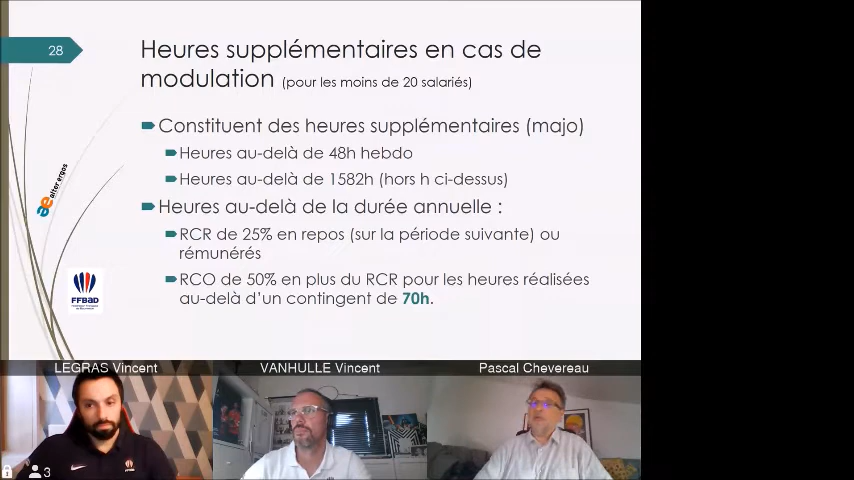 28
Heures supplémentaires en cas de
modulation (pour les moins de 20 salariés)
Constituent des heures supplémentaires (majo)
Heures au-delà de 48h hebdo
Heures au-delà de 1582h (hors h ci-dessus)
Heures au-delà de la durée annuelle :
RCR de 25% en repos (sur la période suivante) ou
rémunérés
RCO de 50% en plus du RCR pour les heures réalisées
au-delà d'un contingent de 70h.
ae alter ergos
FFBaD
LEGRAS Vincent
VANHULLE Vincent
Pascal Chevereau
3